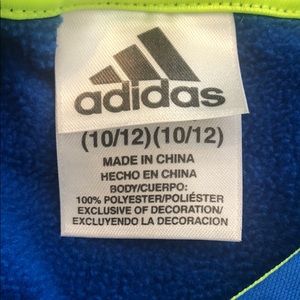 adidas
(10/12)(10/12)
MADE IN CHINA
HECHO EN CHINA
BODY/CUERPO:
100% POLYESTER/POLIÉSTER
EXCLUSIVE OF DECORATION/
EXCLUYENDO LA DECORACION